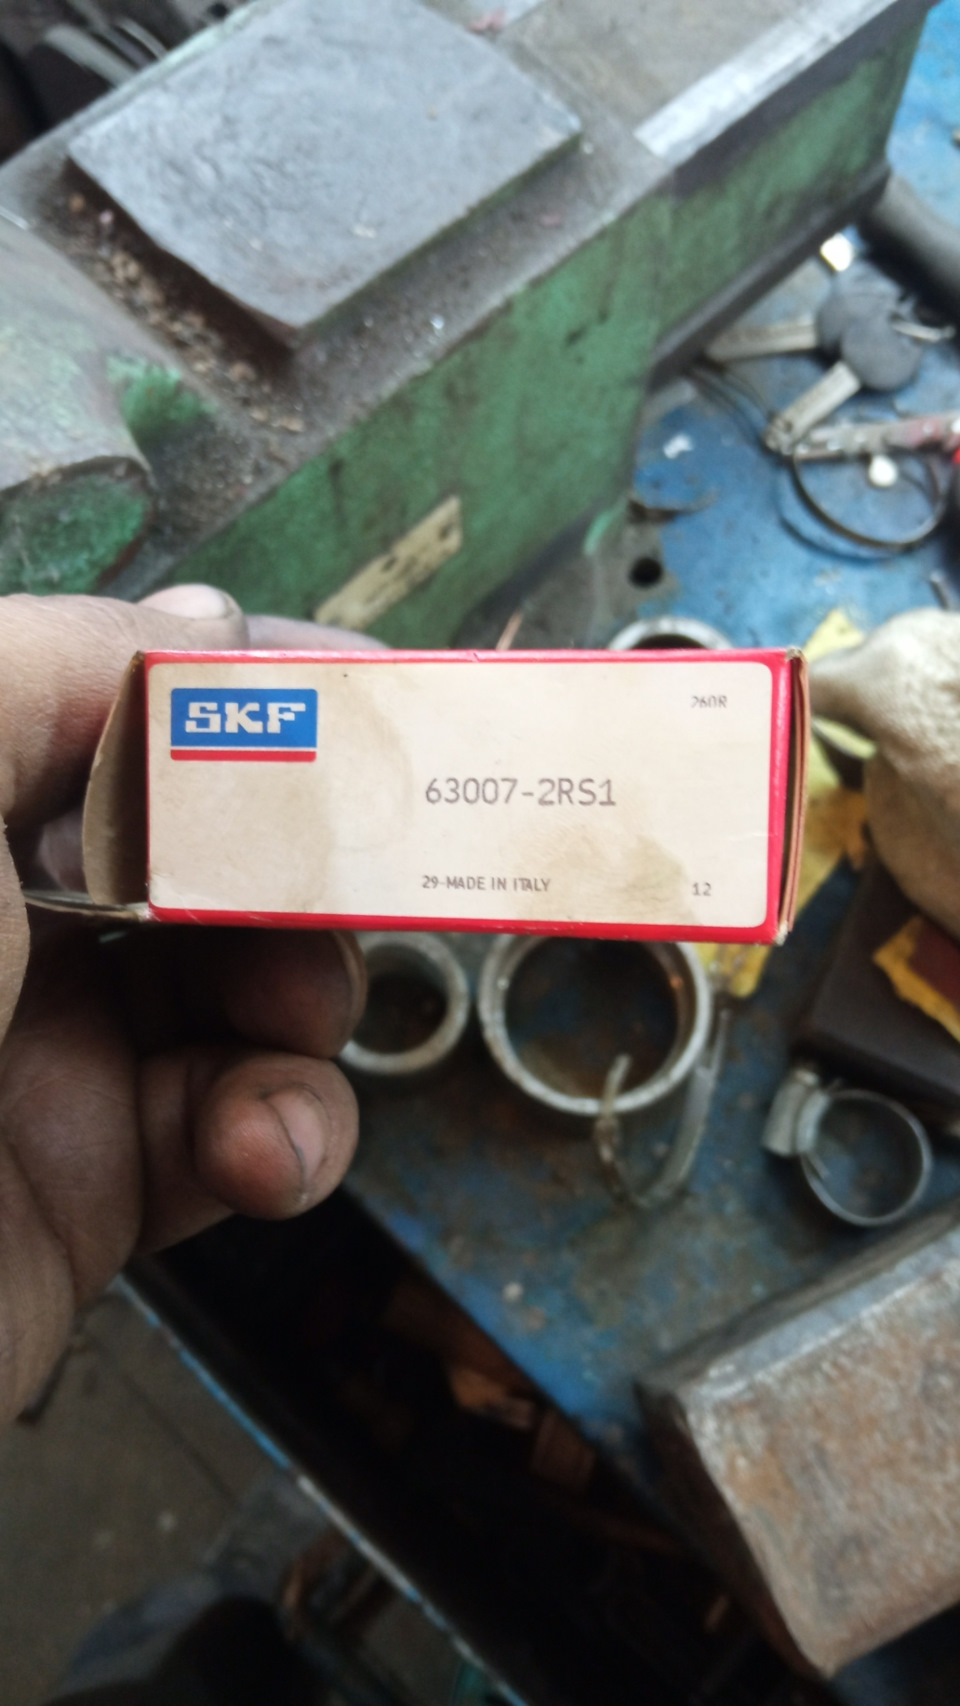 SKF
260R
63007-2RS1
29-MADE IN ITALY
12